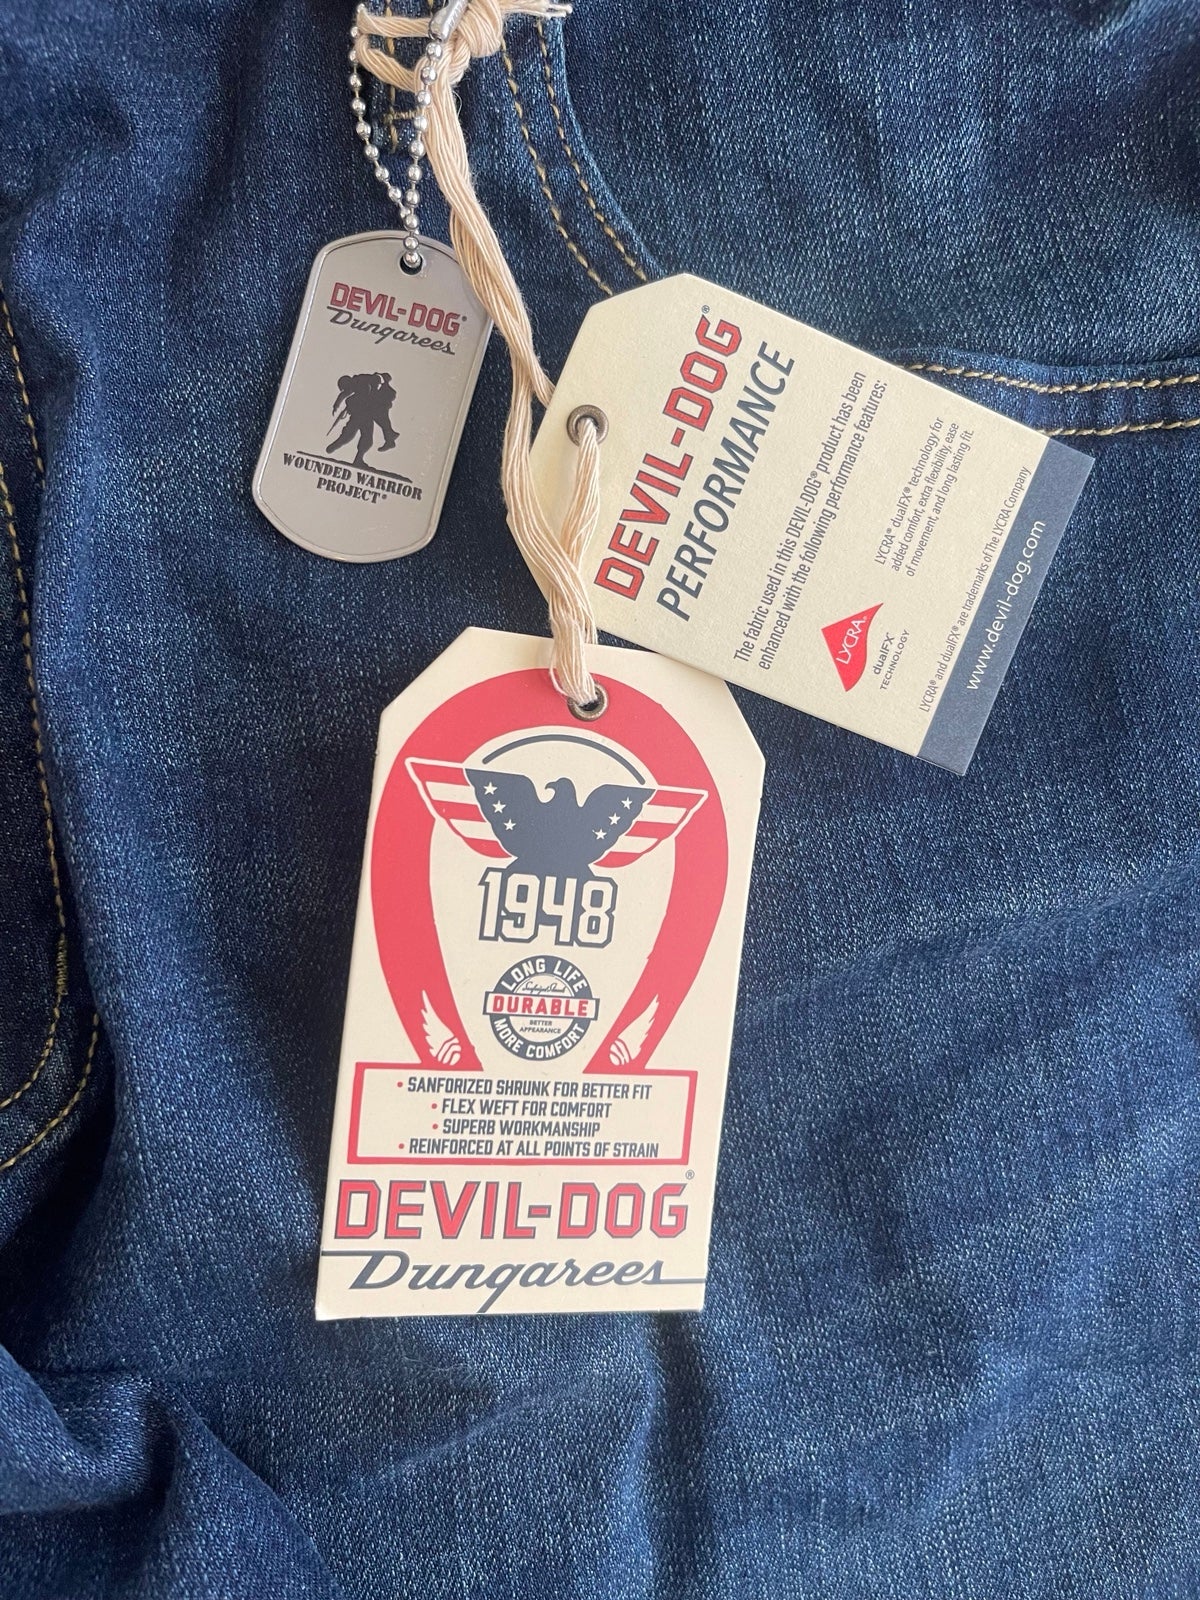 DEVIL-DOG®
Dungarees
WOUNDED WARRIOR
PROJECT®
DEVIL-DOG®
PERFORMANCE
The fabric used in this DEVIL-DOG® product has been
enhanced with the following performance features:
LYCRA®
dualFX®
TECHNOLOGY
LYCRA® dualFX® technology for
added comfort, extra flexibility, ease
of movement, and long lasting fit.
LYCRA® and dualFX® are trademarks of The LYCRA Company
www.devil-dog.com
1948
LONG LIFE
DURABLE
BETTER
APPEARANCE
MORE COMFORT
• SANFORIZED SHRUNK FOR BETTER FIT
• FLEX WEFT FOR COMFORT
• SUPERB WORKMANSHIP
• REINFORCED AT ALL POINTS OF STRAIN
DEVIL-DOG®
Dungarees